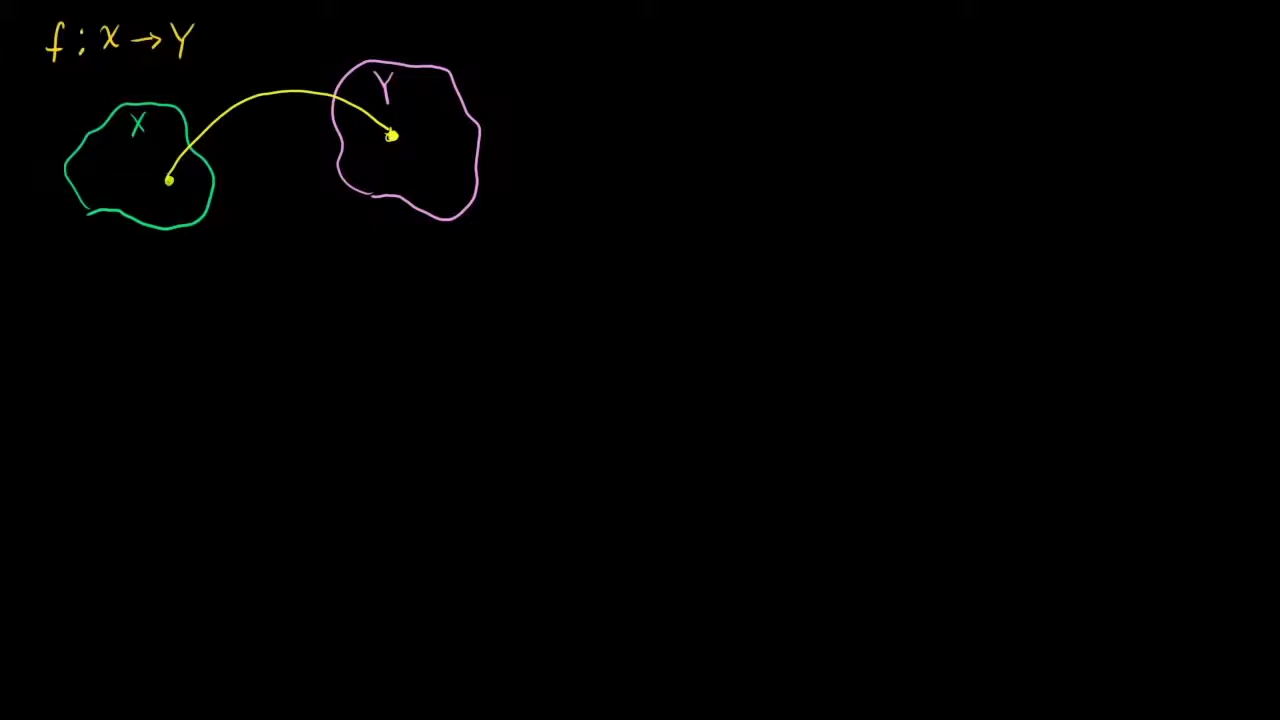 f : X → Y
X
Y